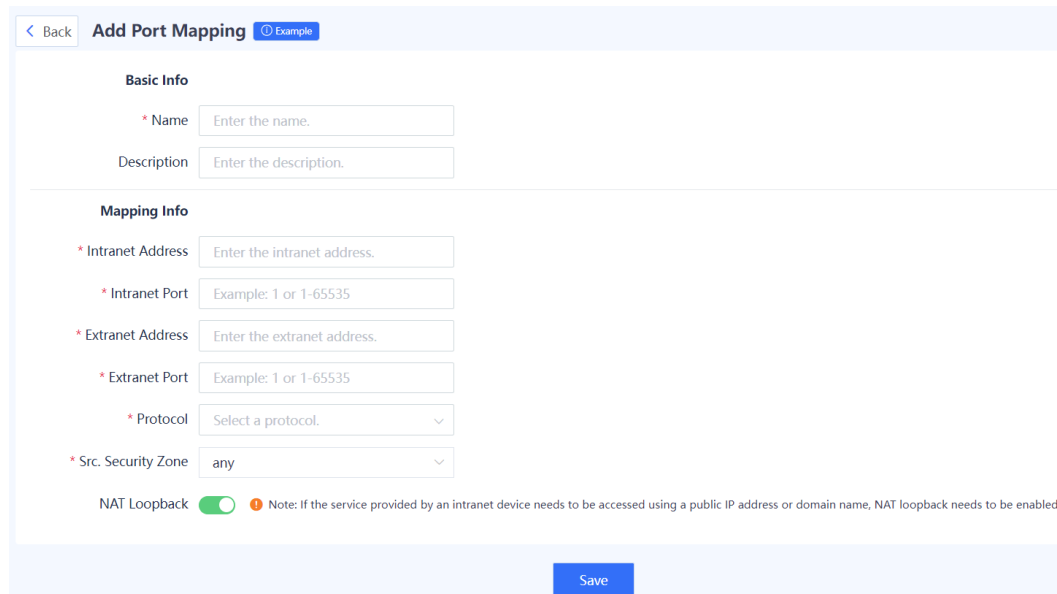 Back Add Port Mapping Example
Basic Info
* Name Enter the name.
Description Enter the description.
Mapping Info
* Intranet Address Enter the intranet address.
* Intranet Port Example: 1 or 1-65535
* Extranet Address Enter the extranet address.
* Extranet Port Example: 1 or 1-65535
* Protocol Select a protocol.
* Src. Security Zone any
NAT Loopback Note: If the service provided by an intranet device needs to be accessed using a public IP address or domain name, NAT loopback needs to be enabled
Save